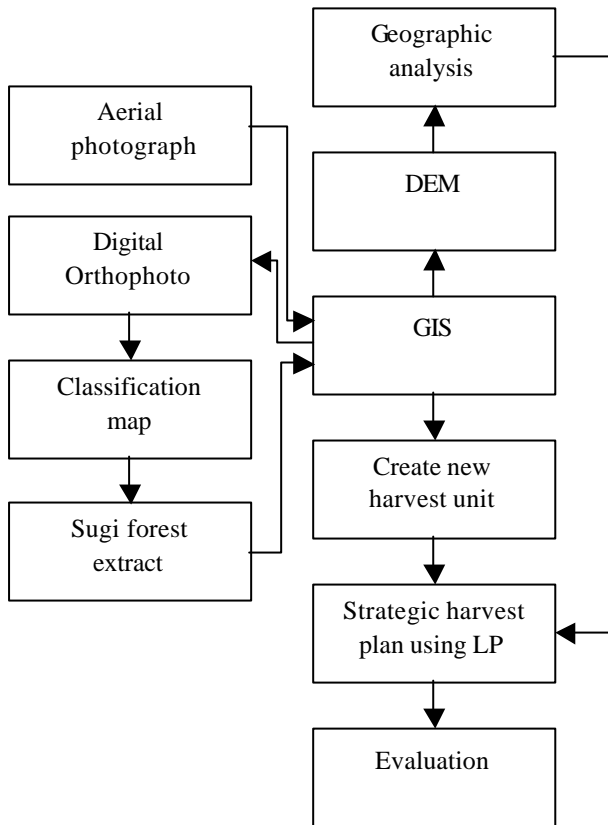 Geographic
analysis
Aerial
photograph
DEM
Digital
Orthophoto
GIS
Classification
map
Create new
harvest unit
Sugi forest
extract
Strategic harvest
plan using LP
Evaluation